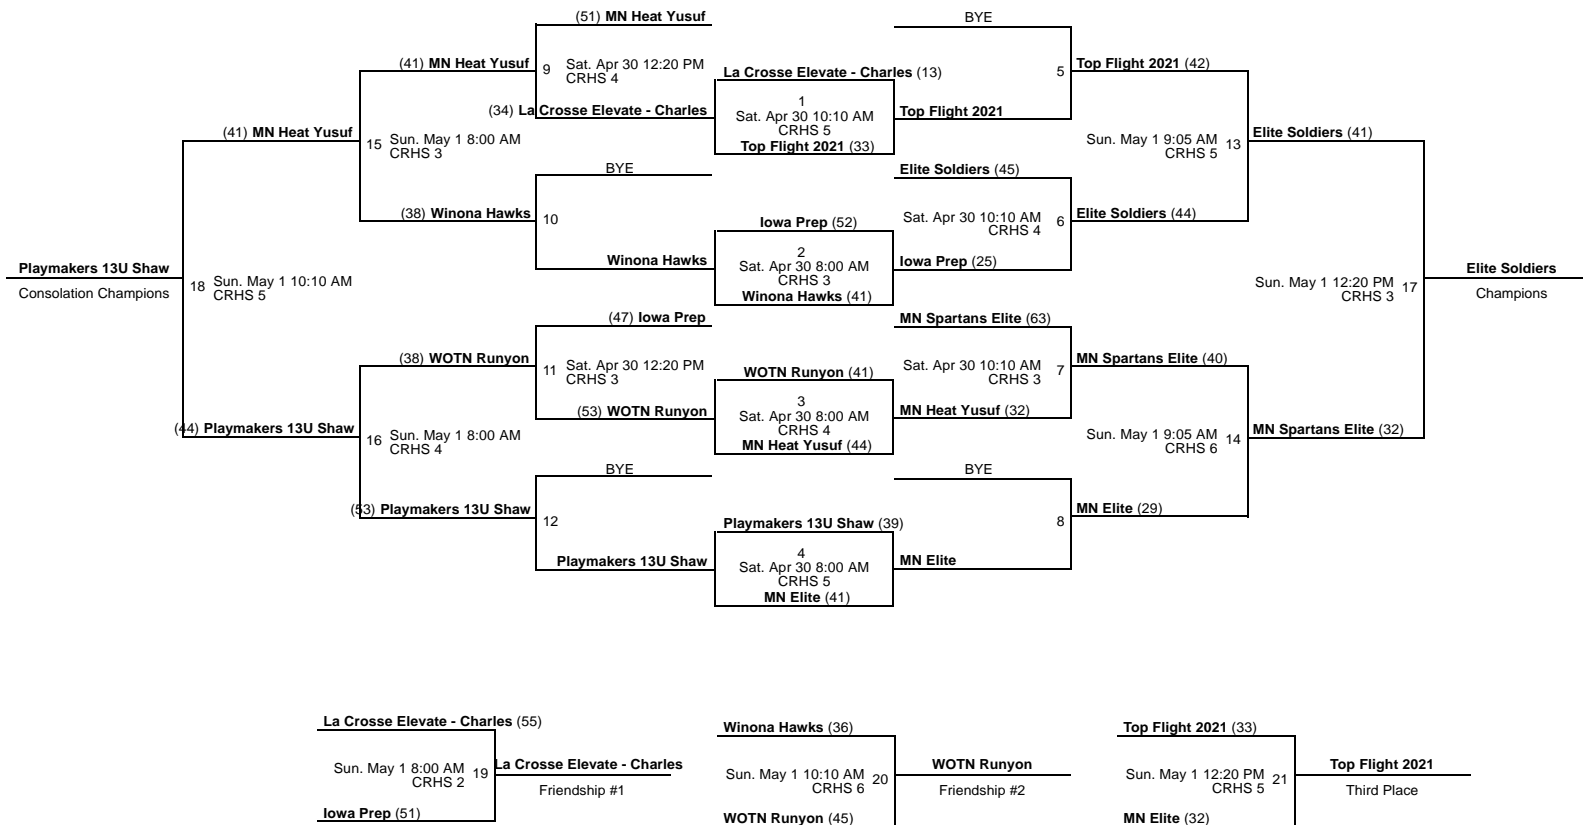 (51) MN Heat Yusuf
BYE
(41) MN Heat Yusuf
9 Sat. Apr 30 12:20 PM
CRHS 4
La Crosse Elevate - Charles (13)
5
Top Flight 2021 (42)
(34) La Crosse Elevate - Charles
1
Sat. Apr 30 10:10 AM
CRHS 5
Top Flight 2021 (33)
Top Flight 2021
(41) MN Heat Yusuf
15 Sun. May 1 8:00 AM
CRHS 3
Sun. May 1 9:05 AM 13
CRHS 5
Elite Soldiers (41)
BYE
Elite Soldiers (45)
(38) Winona Hawks
10
Iowa Prep (52)
Sat. Apr 30 10:10 AM 6
CRHS 4
Elite Soldiers (44)
Winona Hawks
2
Sat. Apr 30 8:00 AM
CRHS 3
Winona Hawks (41)
Iowa Prep (25)
Playmakers 13U Shaw
Consolation Champions
18 Sun. May 1 10:10 AM
CRHS 5
Sun. May 1 12:20 PM 17
CRHS 3
Elite Soldiers
Champions
(47) Iowa Prep
MN Spartans Elite (63)
(38) WOTN Runyon
11 Sat. Apr 30 12:20 PM
CRHS 3
WOTN Runyon (41)
Sat. Apr 30 10:10 AM 7
CRHS 3
MN Spartans Elite (40)
(53) WOTN Runyon
3
Sat. Apr 30 8:00 AM
CRHS 4
MN Heat Yusuf (44)
MN Heat Yusuf (32)
(44) Playmakers 13U Shaw
16 Sun. May 1 8:00 AM
CRHS 4
Sun. May 1 9:05 AM 14
CRHS 6
MN Spartans Elite (32)
BYE
BYE
(53) Playmakers 13U Shaw
12
Playmakers 13U Shaw (39)
8
MN Elite (29)
Playmakers 13U Shaw
4
Sat. Apr 30 8:00 AM
CRHS 5
MN Elite (41)
MN Elite
La Crosse Elevate - Charles (55)
Sun. May 1 8:00 AM 19
CRHS 2
La Crosse Elevate - Charles
Friendship #1
Iowa Prep (51)
Winona Hawks (36)
Sun. May 1 10:10 AM 20
CRHS 6
WOTN Runyon
Friendship #2
WOTN Runyon (45)
Top Flight 2021 (33)
Sun. May 1 12:20 PM 21
CRHS 5
Top Flight 2021
Third Place
MN Elite (32)